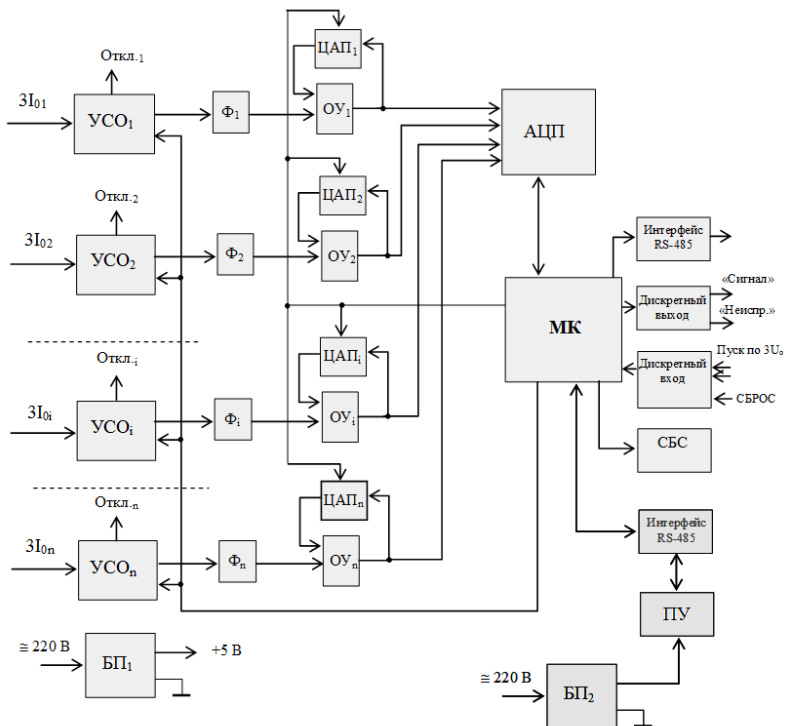 Откл.1
3I01
УСО1
Ф1
ЦАП1
ОУ1
АЦП
Откл.2
3I02
УСО2
Ф2
ЦАП2
ОУ2
Интерфейс
RS-485
МК
Дискретный
выход
«Сигнал»
«Неиспр.»
Откл.i
3I0i
УСОi
Фi
ЦАПi
ОУi
Дискретный
вход
Пуск по 3Uо
СБРОС
СБС
Откл.n
3I0n
УСОn
Фn
ЦАПn
ОУn
Интерфейс
RS-485
ПУ
≅ 220 В
БП1
+5 В
≅ 220 В
БП2